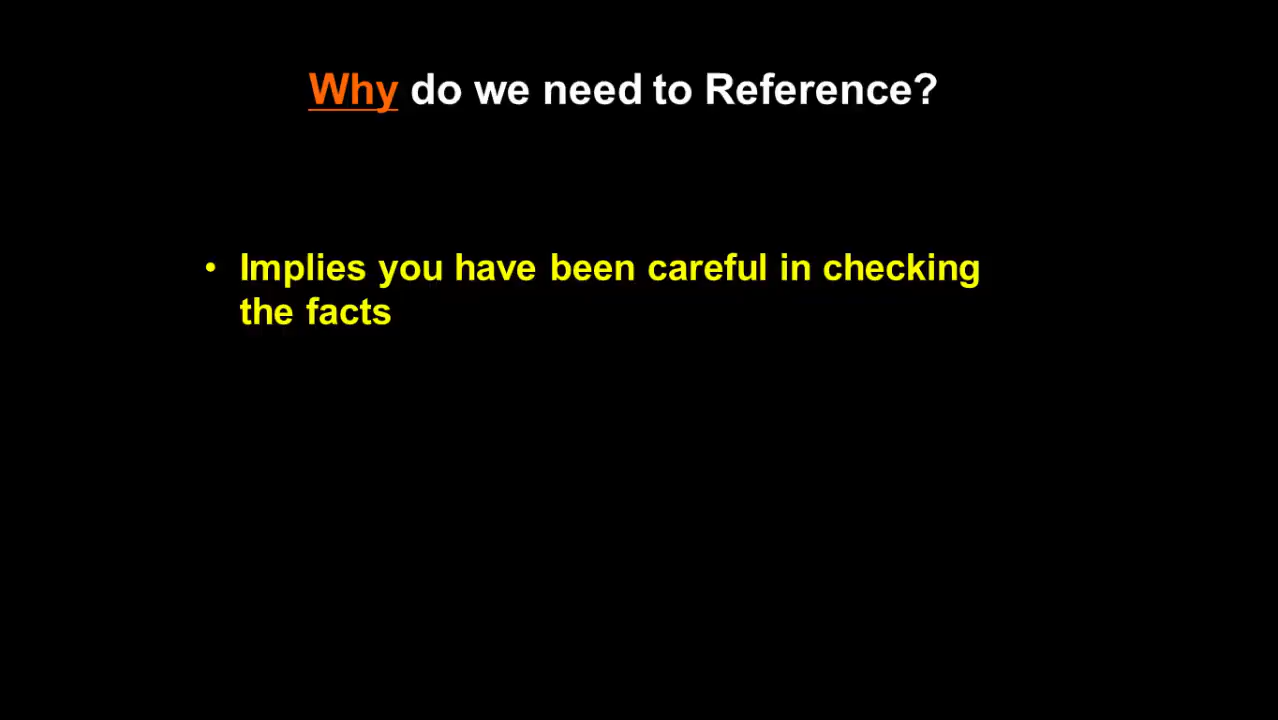 Why do we need to Reference?
• Implies you have been careful in checking
the facts